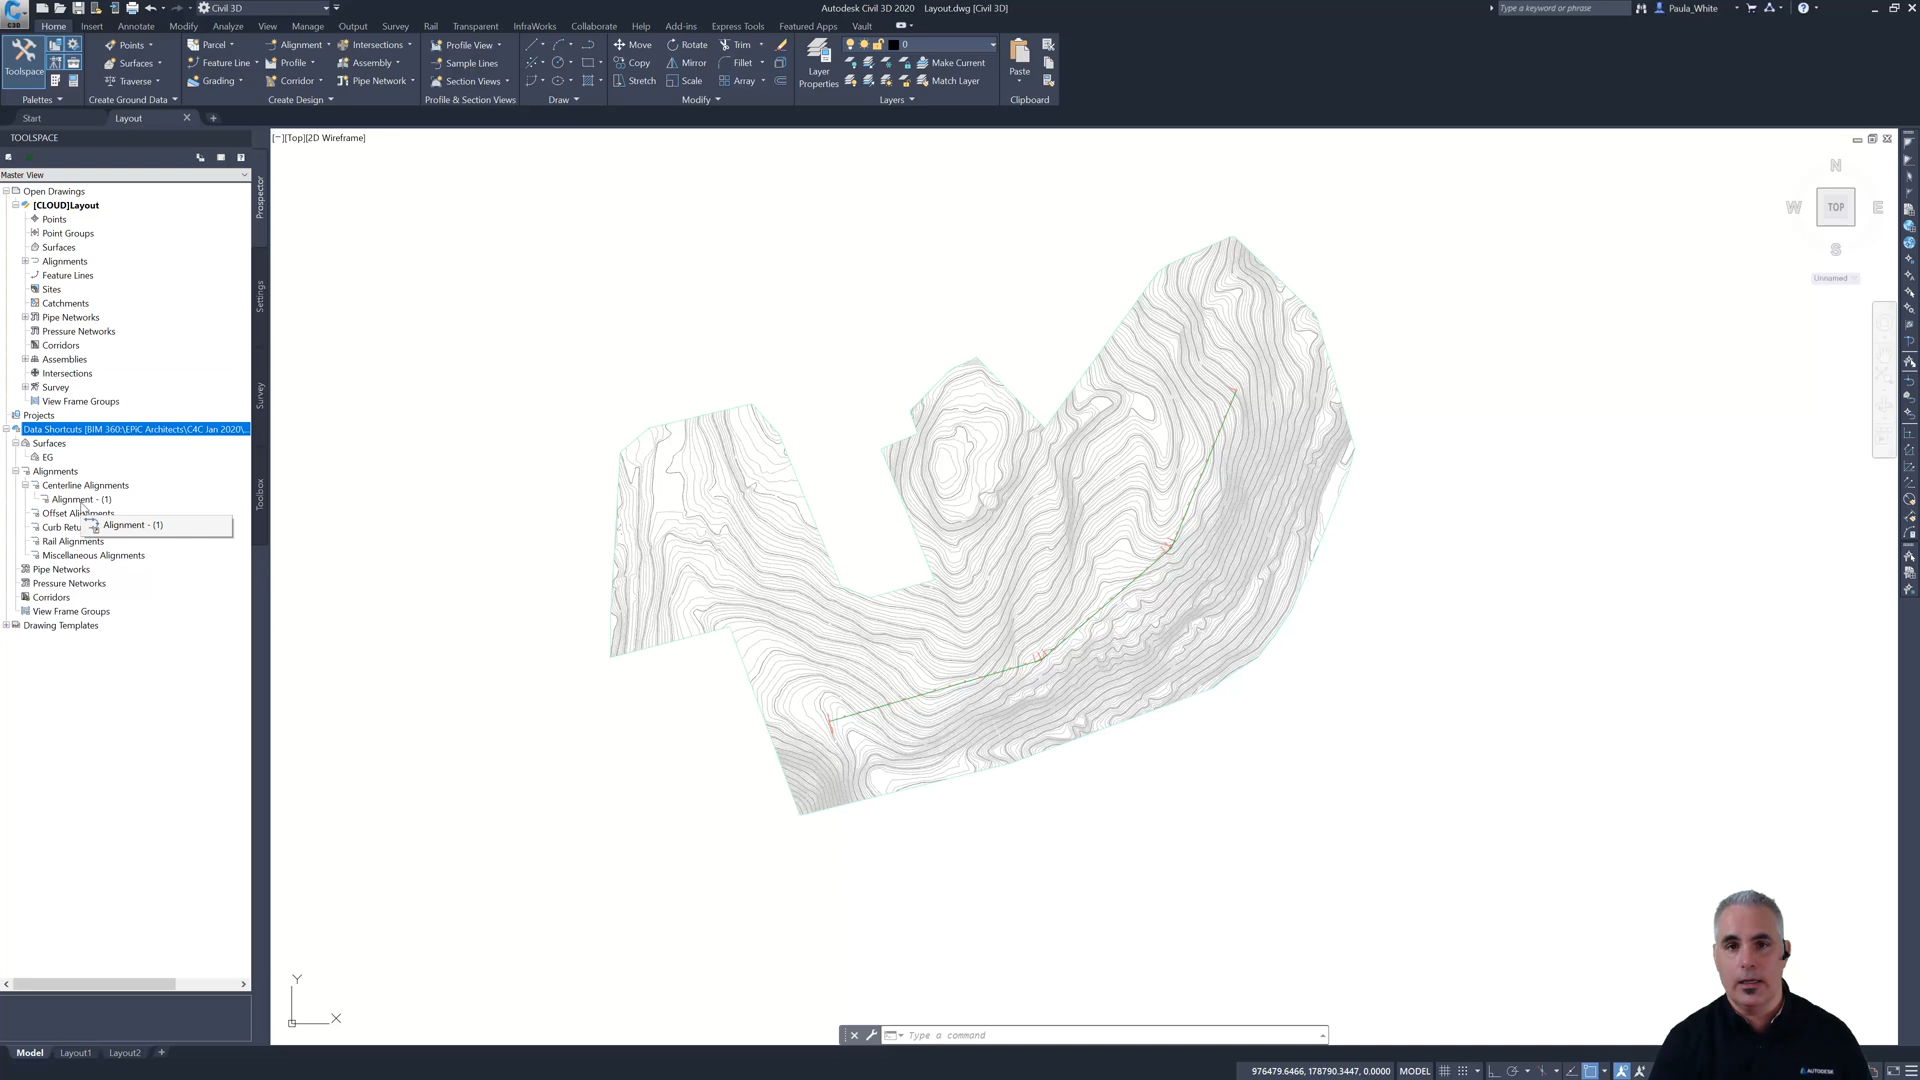 C3D
Civil 3D
Autodesk Civil 3D 2020    Layout.dwg [Civil 3D]
Type a keyword or phrase
Paula_White
Home Insert Annotate Modify Analyze View Manage Output Survey Rail Transparent InfraWorks Collaborate Help Add-ins Express Tools Featured Apps Vault
Points Parcel Alignment Intersections Profile View Move Rotate Trim 0
Toolspace Surfaces Feature Line Profile Assembly Sample Lines Copy Mirror Fillet Layer Properties Make Current Paste
Traverse Grading Corridor Pipe Network Section Views Stretch Scale Array Match Layer
Palettes Create Ground Data Create Design Profile & Section Views Draw Modify Layers Clipboard
Start Layout
TOOLSPACE
[−][Top][2D Wireframe]
Master View
Open Drawings
[CLOUD]Layout
Points
Point Groups
Surfaces
Alignments
Feature Lines
Sites
Catchments
Pipe Networks
Pressure Networks
Corridors
Assemblies
Intersections
Survey
View Frame Groups
Projects
Data Shortcuts [BIM 360:\EPiC Architects\C4C Jan 2020\...
Surfaces
EG
Alignments
Centerline Alignments
Alignment - (1)
Offset Alignments
Alignment - (1)
Curb Retu
Rail Alignments
Miscellaneous Alignments
Pipe Networks
Pressure Networks
Corridors
View Frame Groups
Drawing Templates
Prospector
Settings
Survey
Toolbox
N
W TOP E
S
Unnamed
Y
X
Type a command
Model Layout1 Layout2
976479.6466, 178790.3447, 0.0000 MODEL
AUTODESK